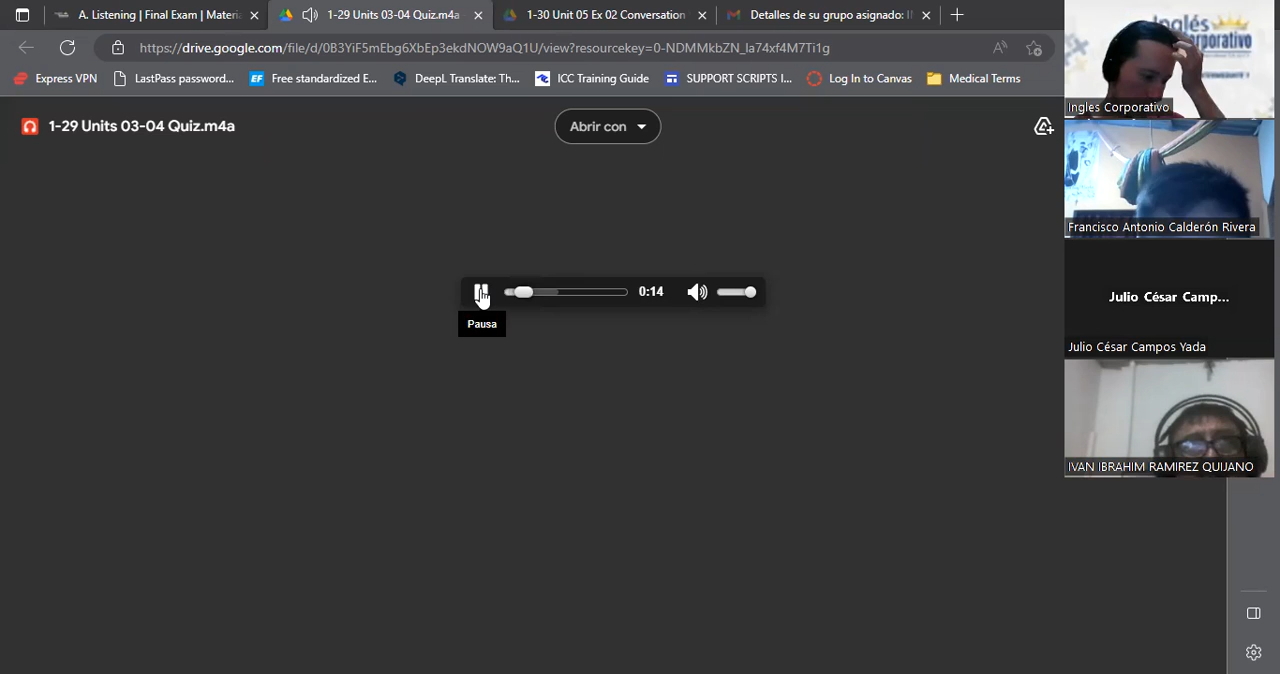 A. Listening | Final Exam | Materia
1-29 Units 03-04 Quiz.m4a
1-30 Unit 05 Ex 02 Conversation
Detalles de su grupo asignado: I
https://drive.google.com/file/d/0B3YiF5mEbg6XbEp3ekdNOW9aQ1U/view?resourcekey=0-NDMMkbZN_la74xf4M7Ti1g
Express VPN
LastPass password...
EF
Free standardized E...
DeepL Translate: Th...
ICC Training Guide
SUPPORT SCRIPTS I...
Log In to Canvas
Medical Terms
1-29 Units 03-04 Quiz.m4a
Abrir con
0:14
Pausa
Inglés
Corporativo
Ingles Corporativo
Francisco Antonio Calderón Rivera
Julio César Camp...
Julio César Campos Yada
IVAN IBRAHIM RAMIREZ QUIJANO